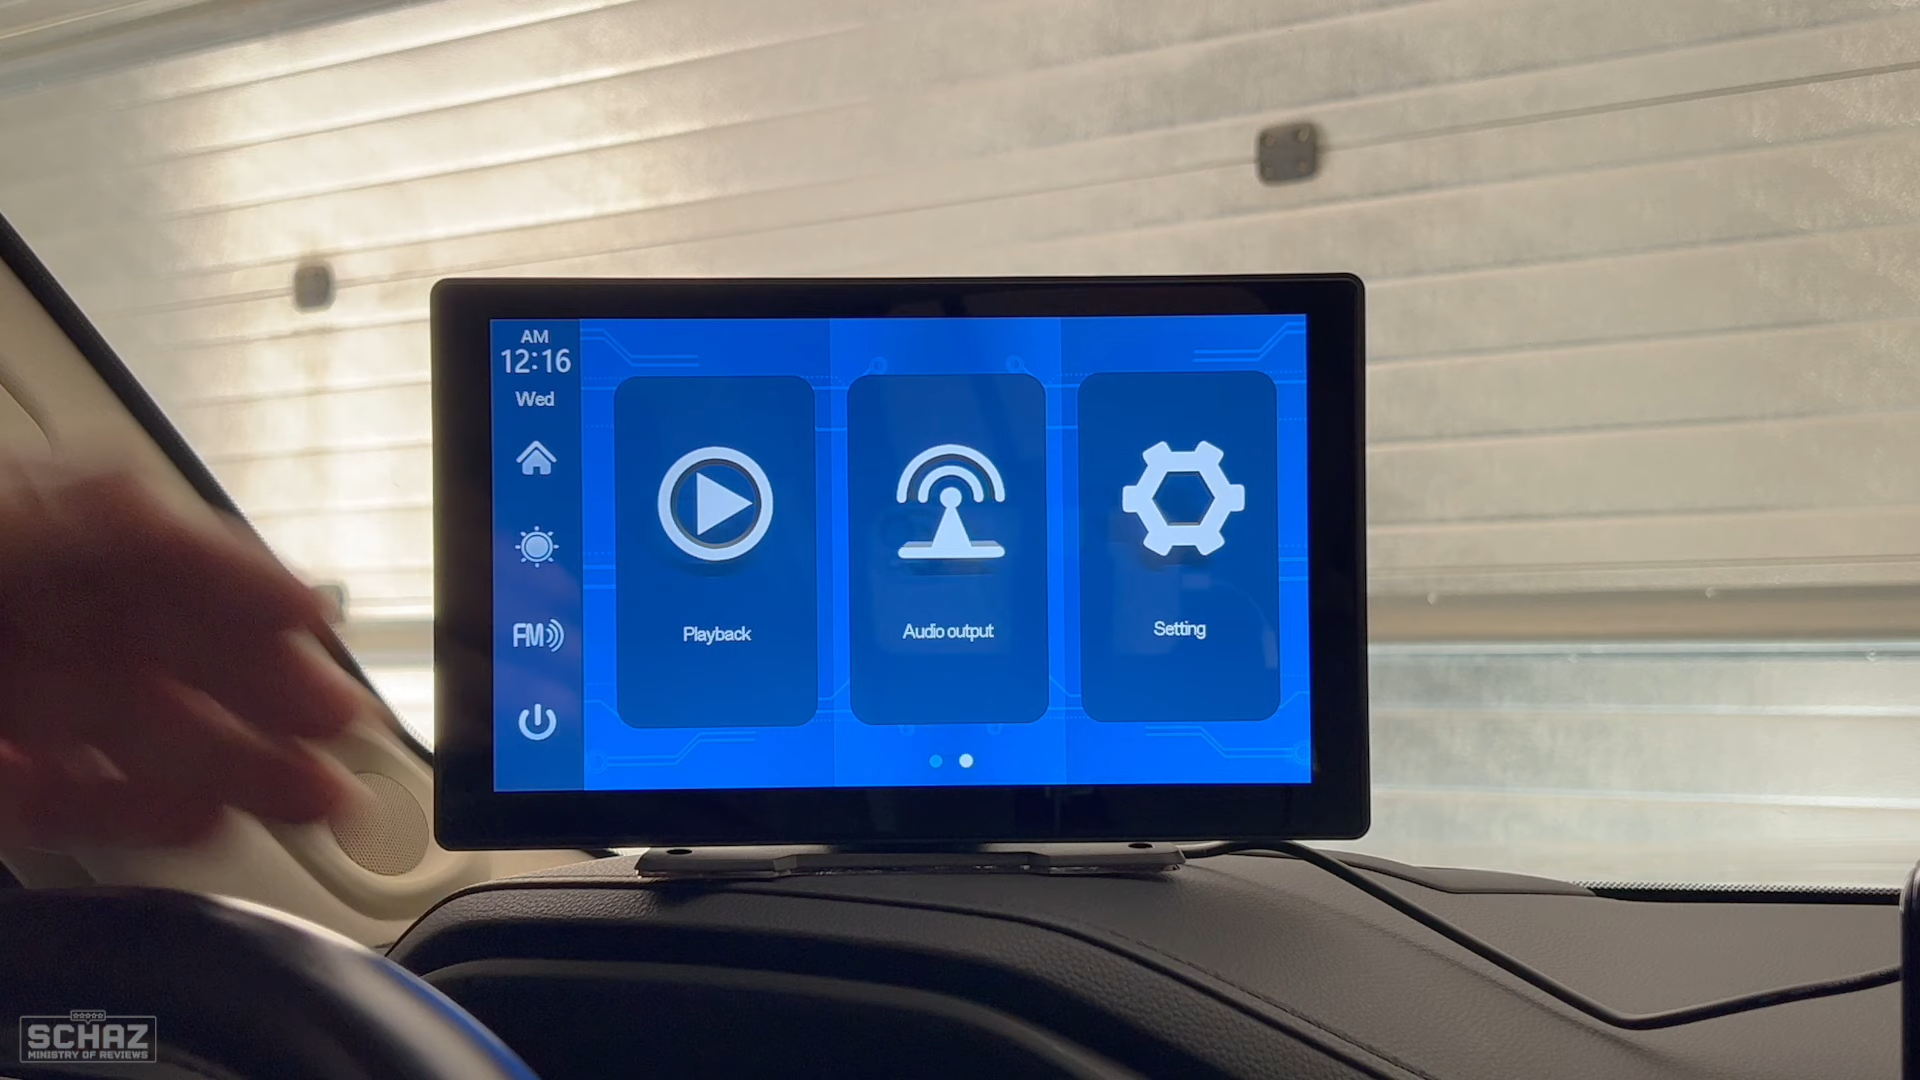 AM
12:16
Wed
FM
Playback
Audio output
Setting
SCHAZ
MINISTRY OF REVIEWS